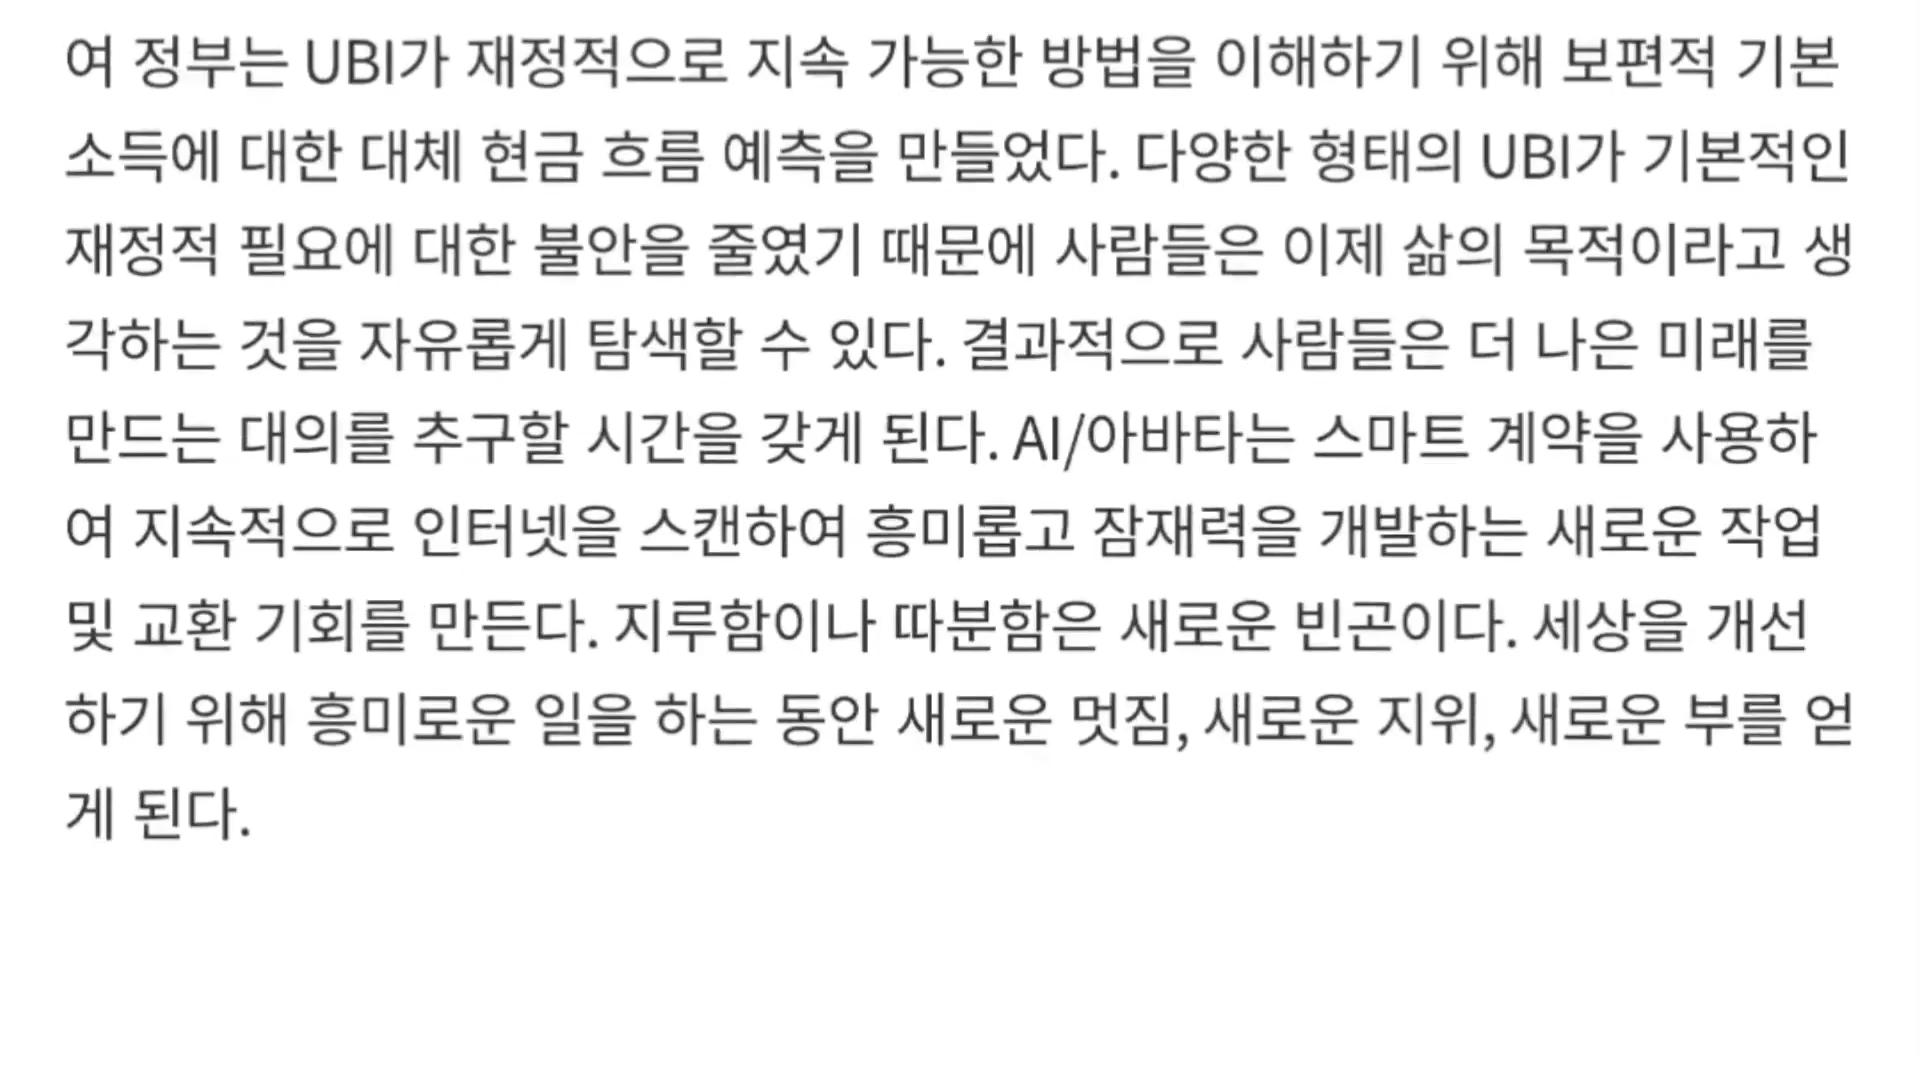 여 정부는 UBI가 재정적으로 지속 가능한 방법을 이해하기 위해 보편적 기본
소득에 대한 대체 현금 흐름 예측을 만들었다. 다양한 형태의 UBI가 기본적인
재정적 필요에 대한 불안을 줄였기 때문에 사람들은 이제 삶의 목적이라고 생
각하는 것을 자유롭게 탐색할 수 있다. 결과적으로 사람들은 더 나은 미래를
만드는 대의를 추구할 시간을 갖게 된다. AI/아바타는 스마트 계약을 사용하
여 지속적으로 인터넷을 스캔하여 흥미롭고 잠재력을 개발하는 새로운 작업
및 교환 기회를 만든다. 지루함이나 따분함은 새로운 빈곤이다. 세상을 개선
하기 위해 흥미로운 일을 하는 동안 새로운 멋짐, 새로운 지위, 새로운 부를 얻
게 된다.